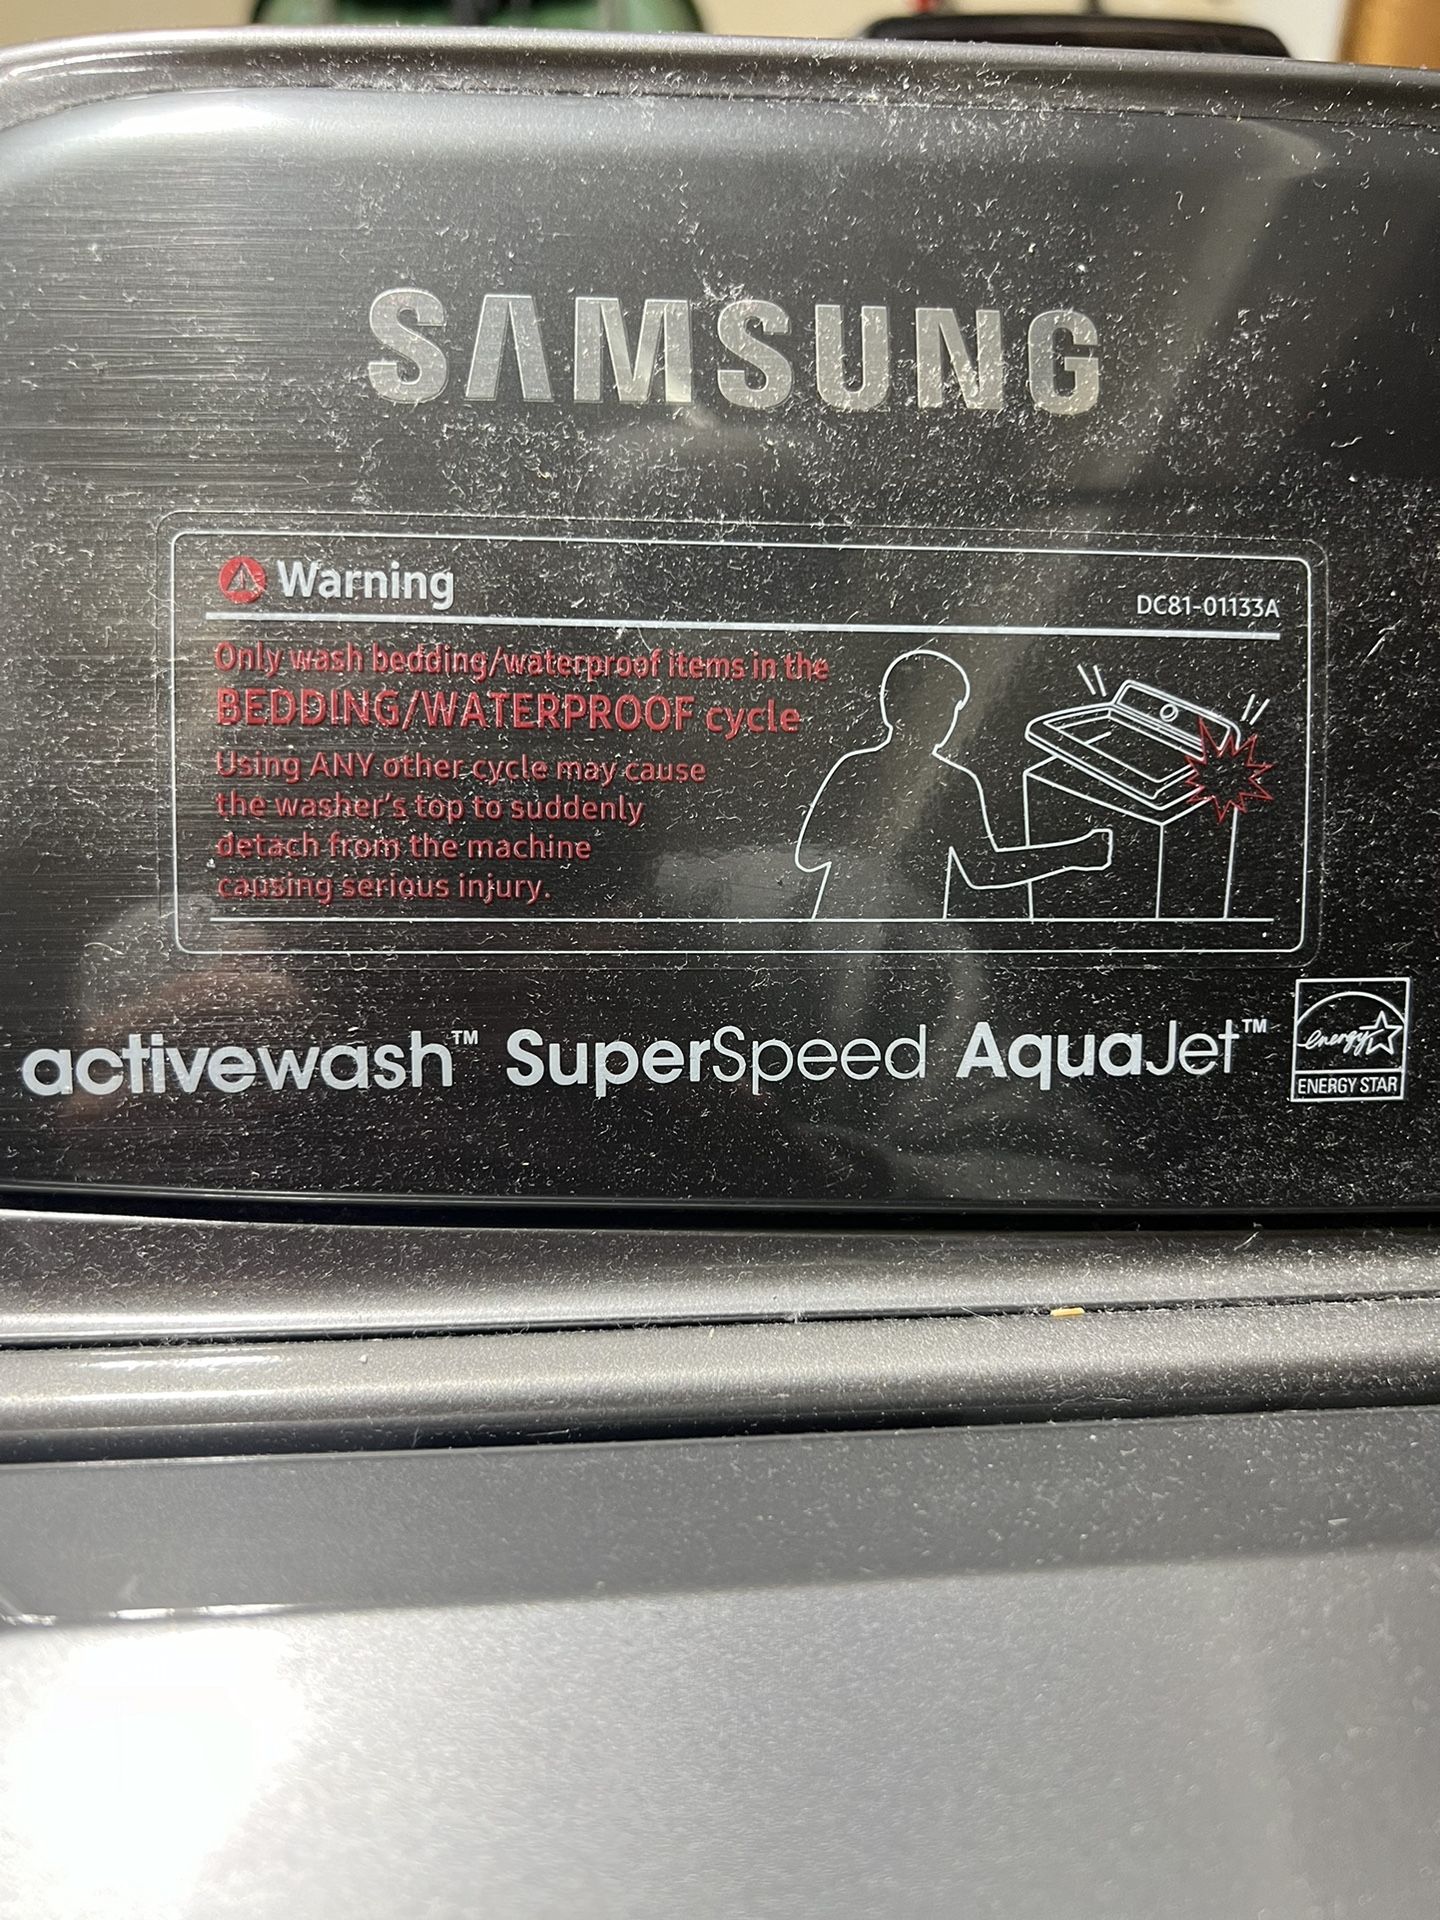 SAMSUNG
Warning
DC81-01133A
Only wash bedding/waterproof items in the
BEDDING/WATERPROOF cycle
Using ANY other cycle may cause
the washer's top to suddenly
detach from the machine
causing serious injury.
activewash™ SuperSpeed AquaJet™
energy
ENERGY STAR